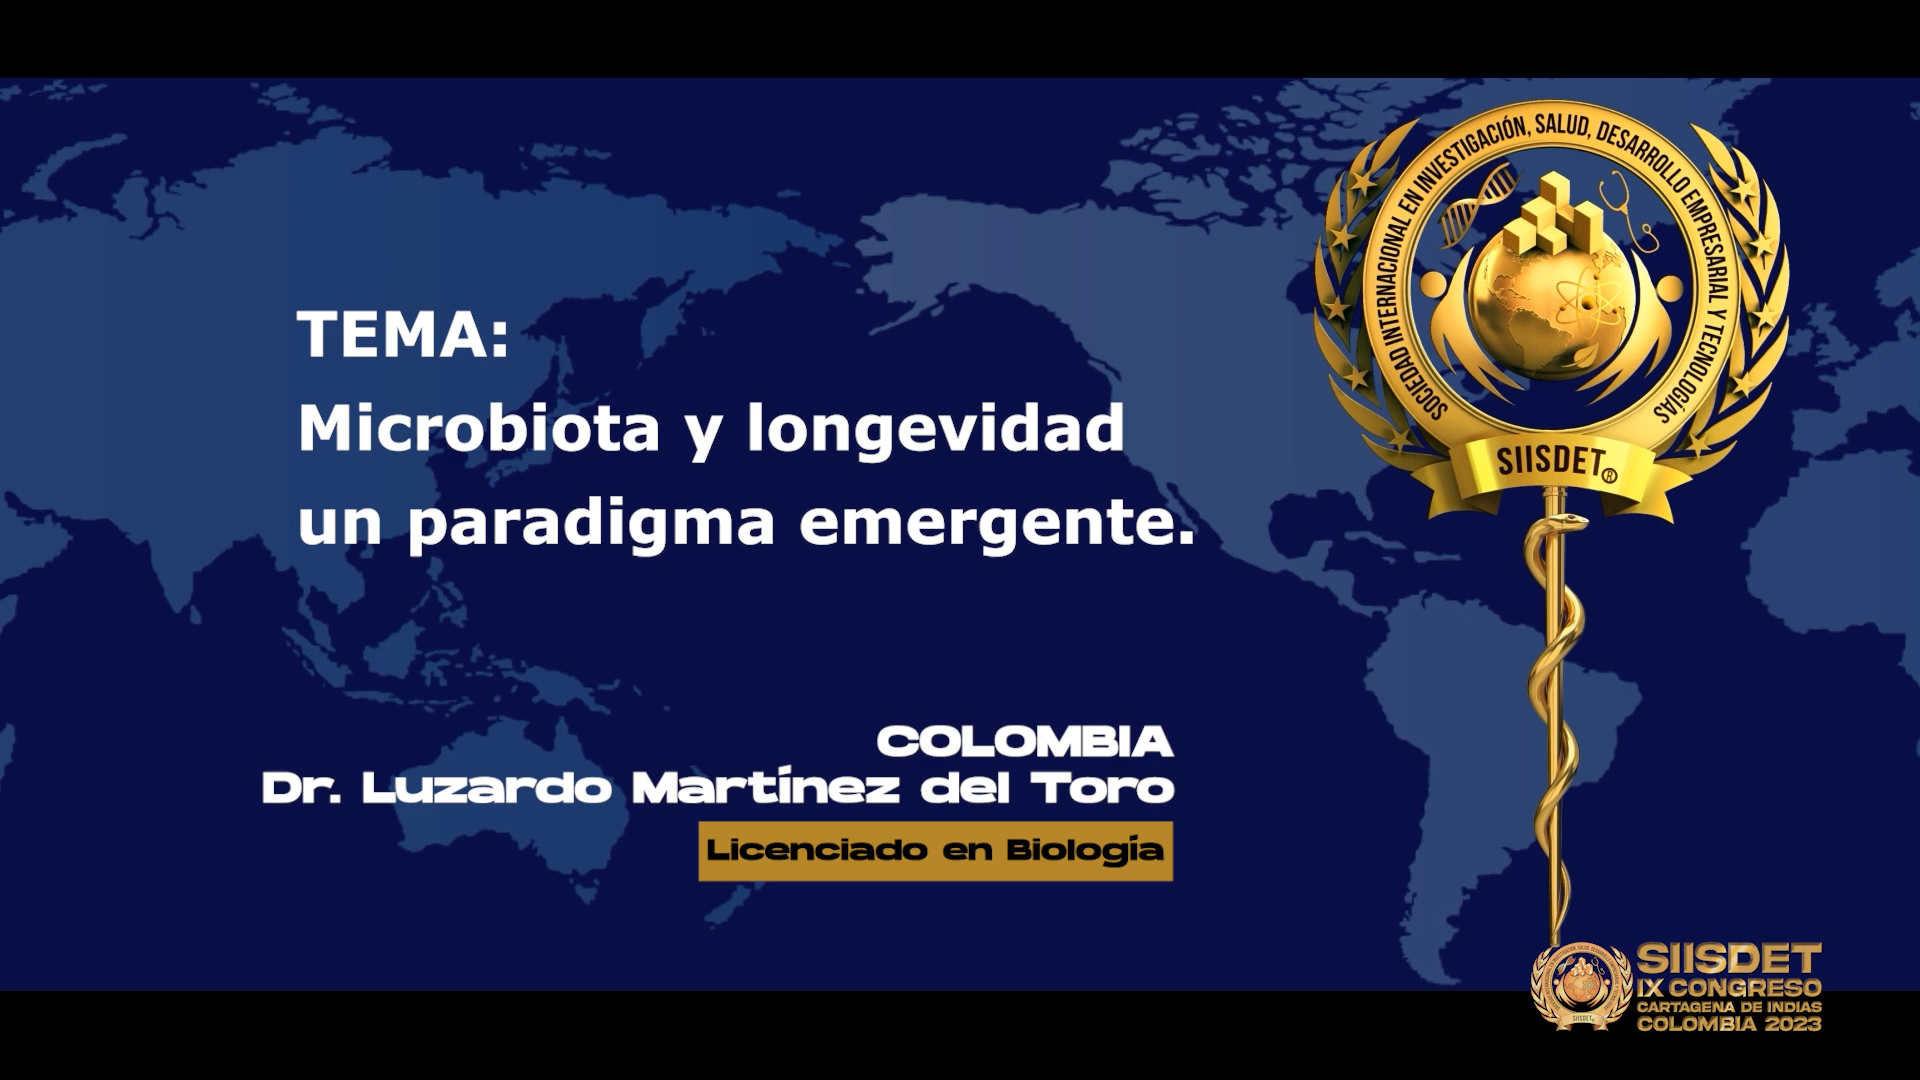 TEMA:
Microbiota y longevidad
un paradigma emergente.
COLOMBIA
Dr. Luzardo Martínez del Toro
Licenciado en Biología
SOCIEDAD INTERNACIONAL EN INVESTIGACIÓN, SALUD, DESARROLLO EMPRESARIAL Y TECNOLOGÍAS
SIISDET®
SIISDET
IX CONGRESO
CARTAGENA DE INDIAS
COLOMBIA 2023